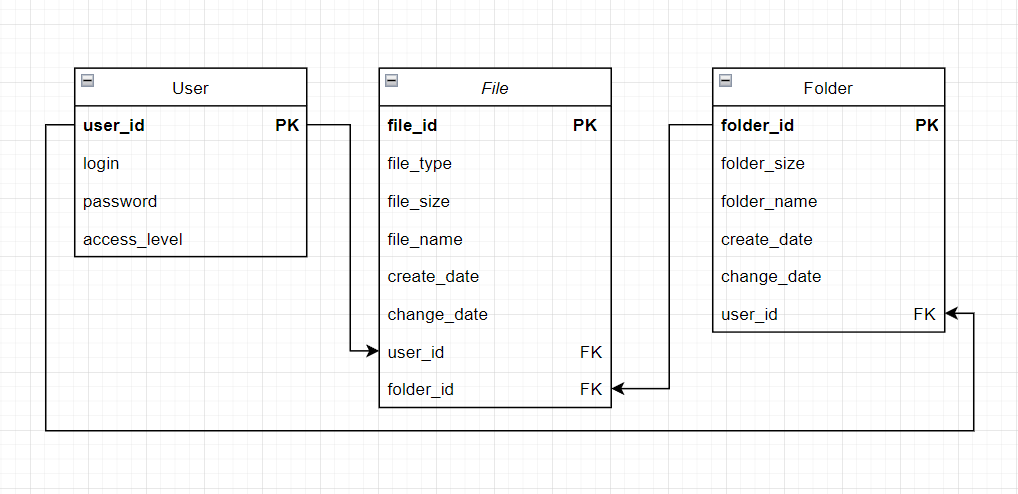 User
user_id PK
login
password
access_level
File
file_id PK
file_type
file_size
file_name
create_date
change_date
user_id FK
folder_id FK
Folder
folder_id PK
folder_size
folder_name
create_date
change_date
user_id FK